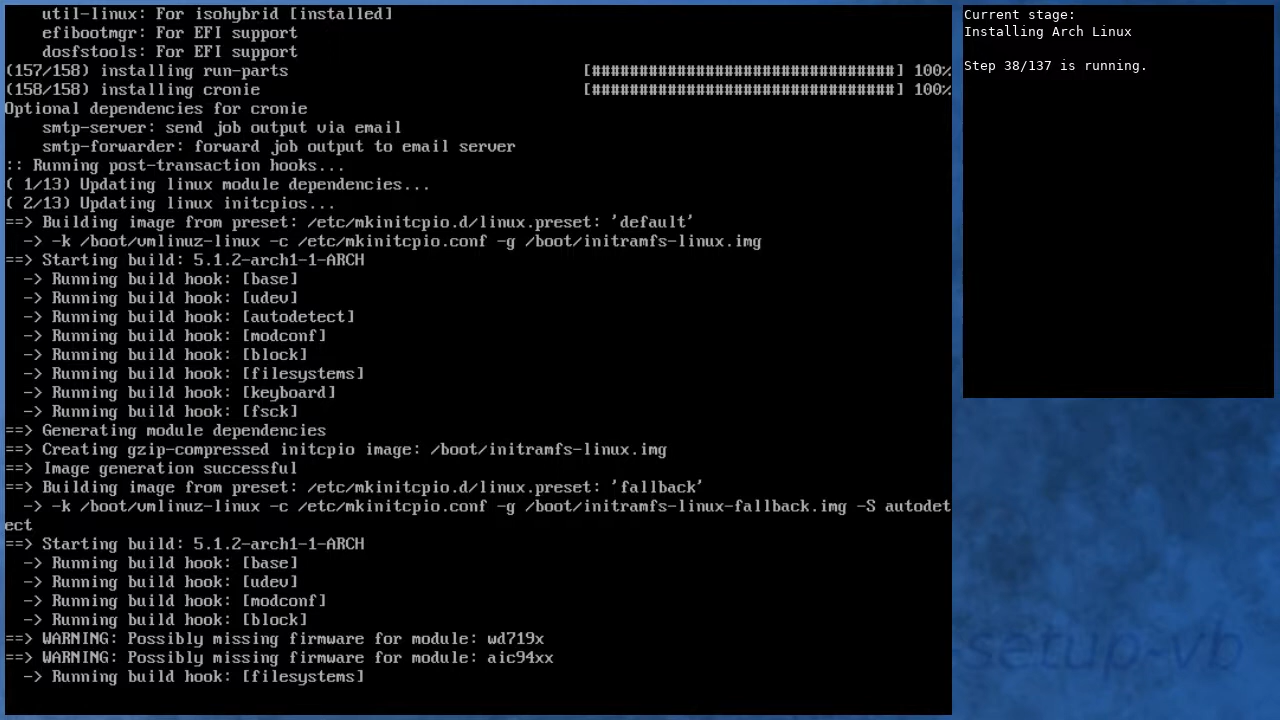 util-linux: For isohybrid [installed]
efibootmgr: For EFI support
dosfstools: For EFI support
(157/158) installing run-parts [################################] 100%
(158/158) installing cronie [################################] 100%
Optional dependencies for cronie
smtp-server: send job output via email
smtp-forwarder: forward job output to email server
:: Running post-transaction hooks...
( 1/13) Updating linux module dependencies...
( 2/13) Updating linux initcpios...
==> Building image from preset: /etc/mkinitcpio.d/linux.preset: 'default'
-> -k /boot/vmlinuz-linux -c /etc/mkinitcpio.conf -g /boot/initramfs-linux.img
==> Starting build: 5.1.2-arch1-1-ARCH
-> Running build hook: [base]
-> Running build hook: [udev]
-> Running build hook: [autodetect]
-> Running build hook: [modconf]
-> Running build hook: [block]
-> Running build hook: [filesystems]
-> Running build hook: [keyboard]
-> Running build hook: [fsck]
==> Generating module dependencies
==> Creating gzip-compressed initcpio image: /boot/initramfs-linux.img
==> Image generation successful
==> Building image from preset: /etc/mkinitcpio.d/linux.preset: 'fallback'
-> -k /boot/vmlinuz-linux -c /etc/mkinitcpio.conf -g /boot/initramfs-linux-fallback.img -S autodet
ect
==> Starting build: 5.1.2-arch1-1-ARCH
-> Running build hook: [base]
-> Running build hook: [udev]
-> Running build hook: [modconf]
-> Running build hook: [block]
==> WARNING: Possibly missing firmware for module: wd719x
==> WARNING: Possibly missing firmware for module: aic94xx
-> Running build hook: [filesystems]
Current stage:
Installing Arch Linux
Step 38/137 is running.
setup-vb